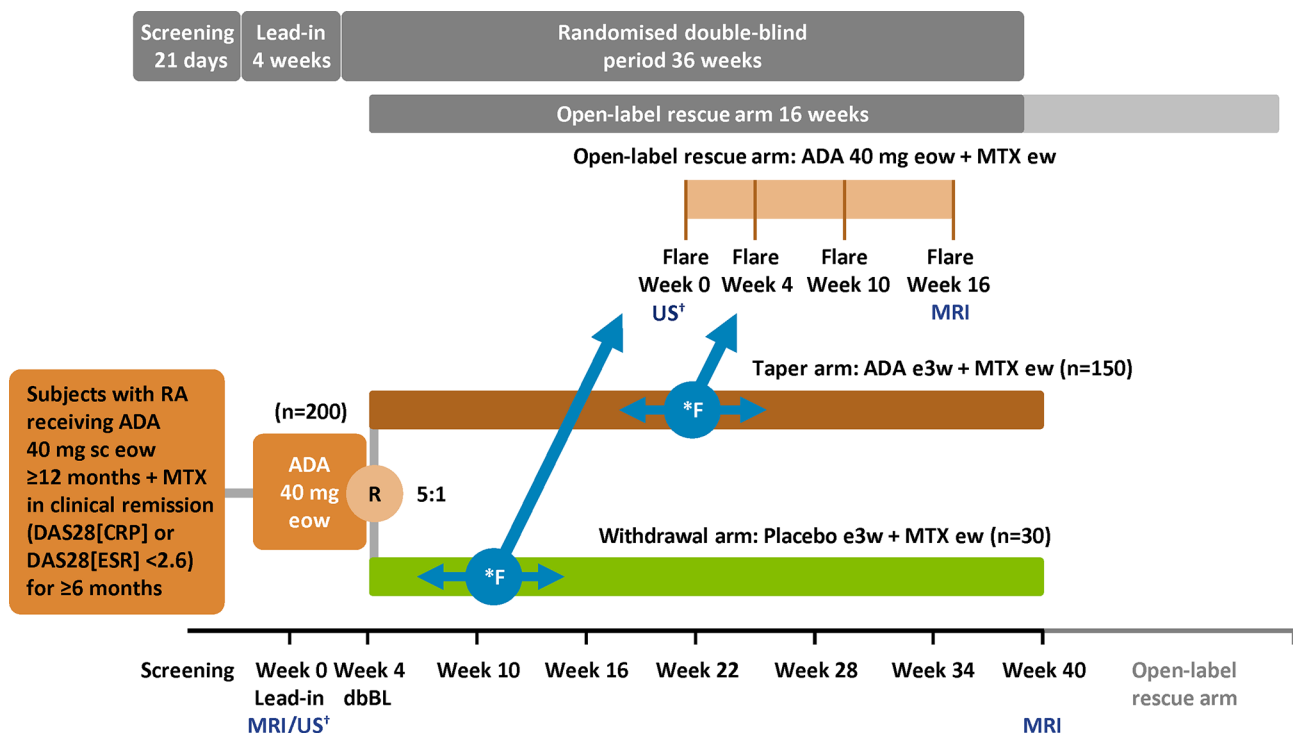 Screening
21 days
Lead-in
4 weeks
Randomised double-blind
period 36 weeks
Open-label rescue arm 16 weeks
Open-label rescue arm: ADA 40 mg eow + MTX ew
Flare
Week 0
US†
Flare
Week 4
Flare
Week 10
Flare
Week 16
MRI
Taper arm: ADA e3w + MTX ew (n=150)
*F
Subjects with RA
receiving ADA
40 mg sc eow
≥12 months + MTX
in clinical remission
(DAS28[CRP] or
DAS28[ESR] <2.6)
for ≥6 months
(n=200)
ADA
40 mg
eow
R
5:1
Withdrawal arm: Placebo e3w + MTX ew (n=30)
*F
Screening
Week 0
Lead-in
MRI/US†
Week 4
dbBL
Week 10
Week 16
Week 22
Week 28
Week 34
Week 40
MRI
Open-label
rescue arm